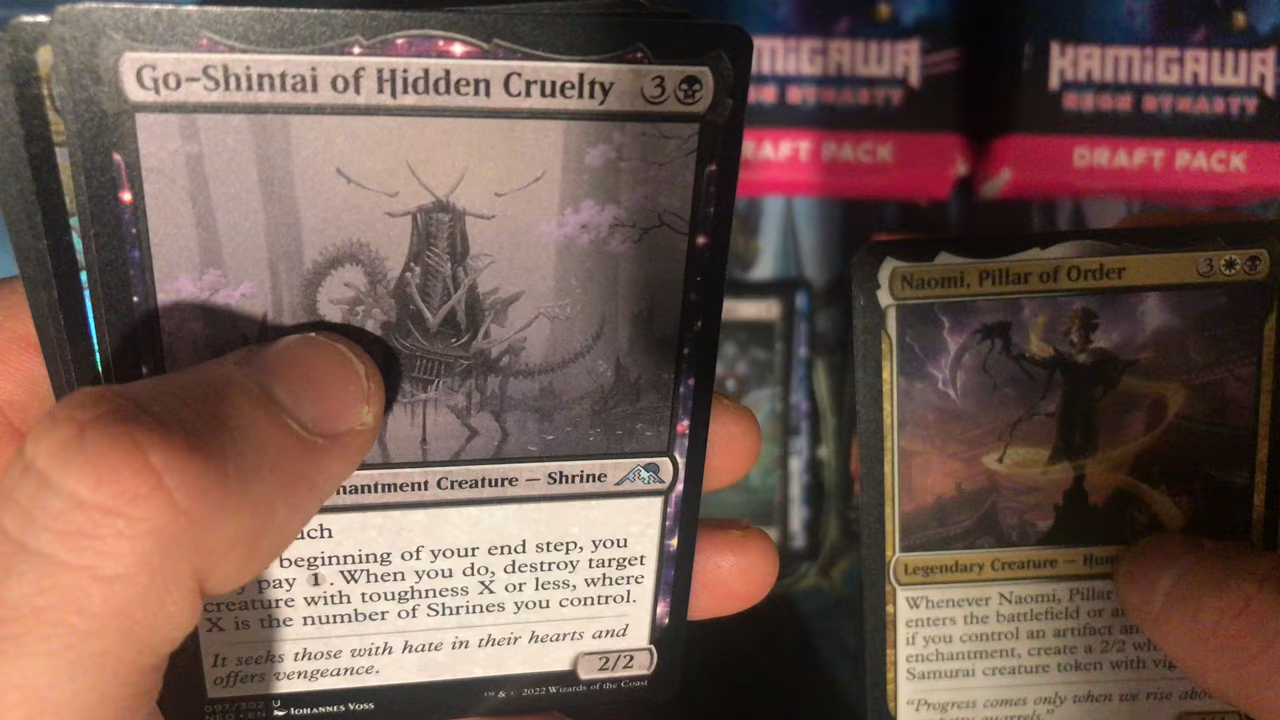 Go-Shintai of Hidden Cruelty 3
hantment Creature — Shrine
uch
beginning of your end step, you
y pay 1. When you do, destroy target
creature with toughness X or less, where
X is the number of Shrines you control.
It seeks those with hate in their hearts and
offers vengeance.
2/2
097/302 U
NEO • EN Johannes Voss
™ & © 2022 Wizards of the Coast
KAMIGAWA
NEON DYNASTY
DRAFT PACK
KAMIGAWA
NEON DYNASTY
DRAFT PACK
Naomi, Pillar of Order 3
Legendary Creature — Hum
Whenever Naomi, Pillar
enters the battlefield or a
if you control an artifact an
enchantment, create a 2/2 wh
Samurai creature token with vig
"Progress comes only when we rise abo
quarrels."